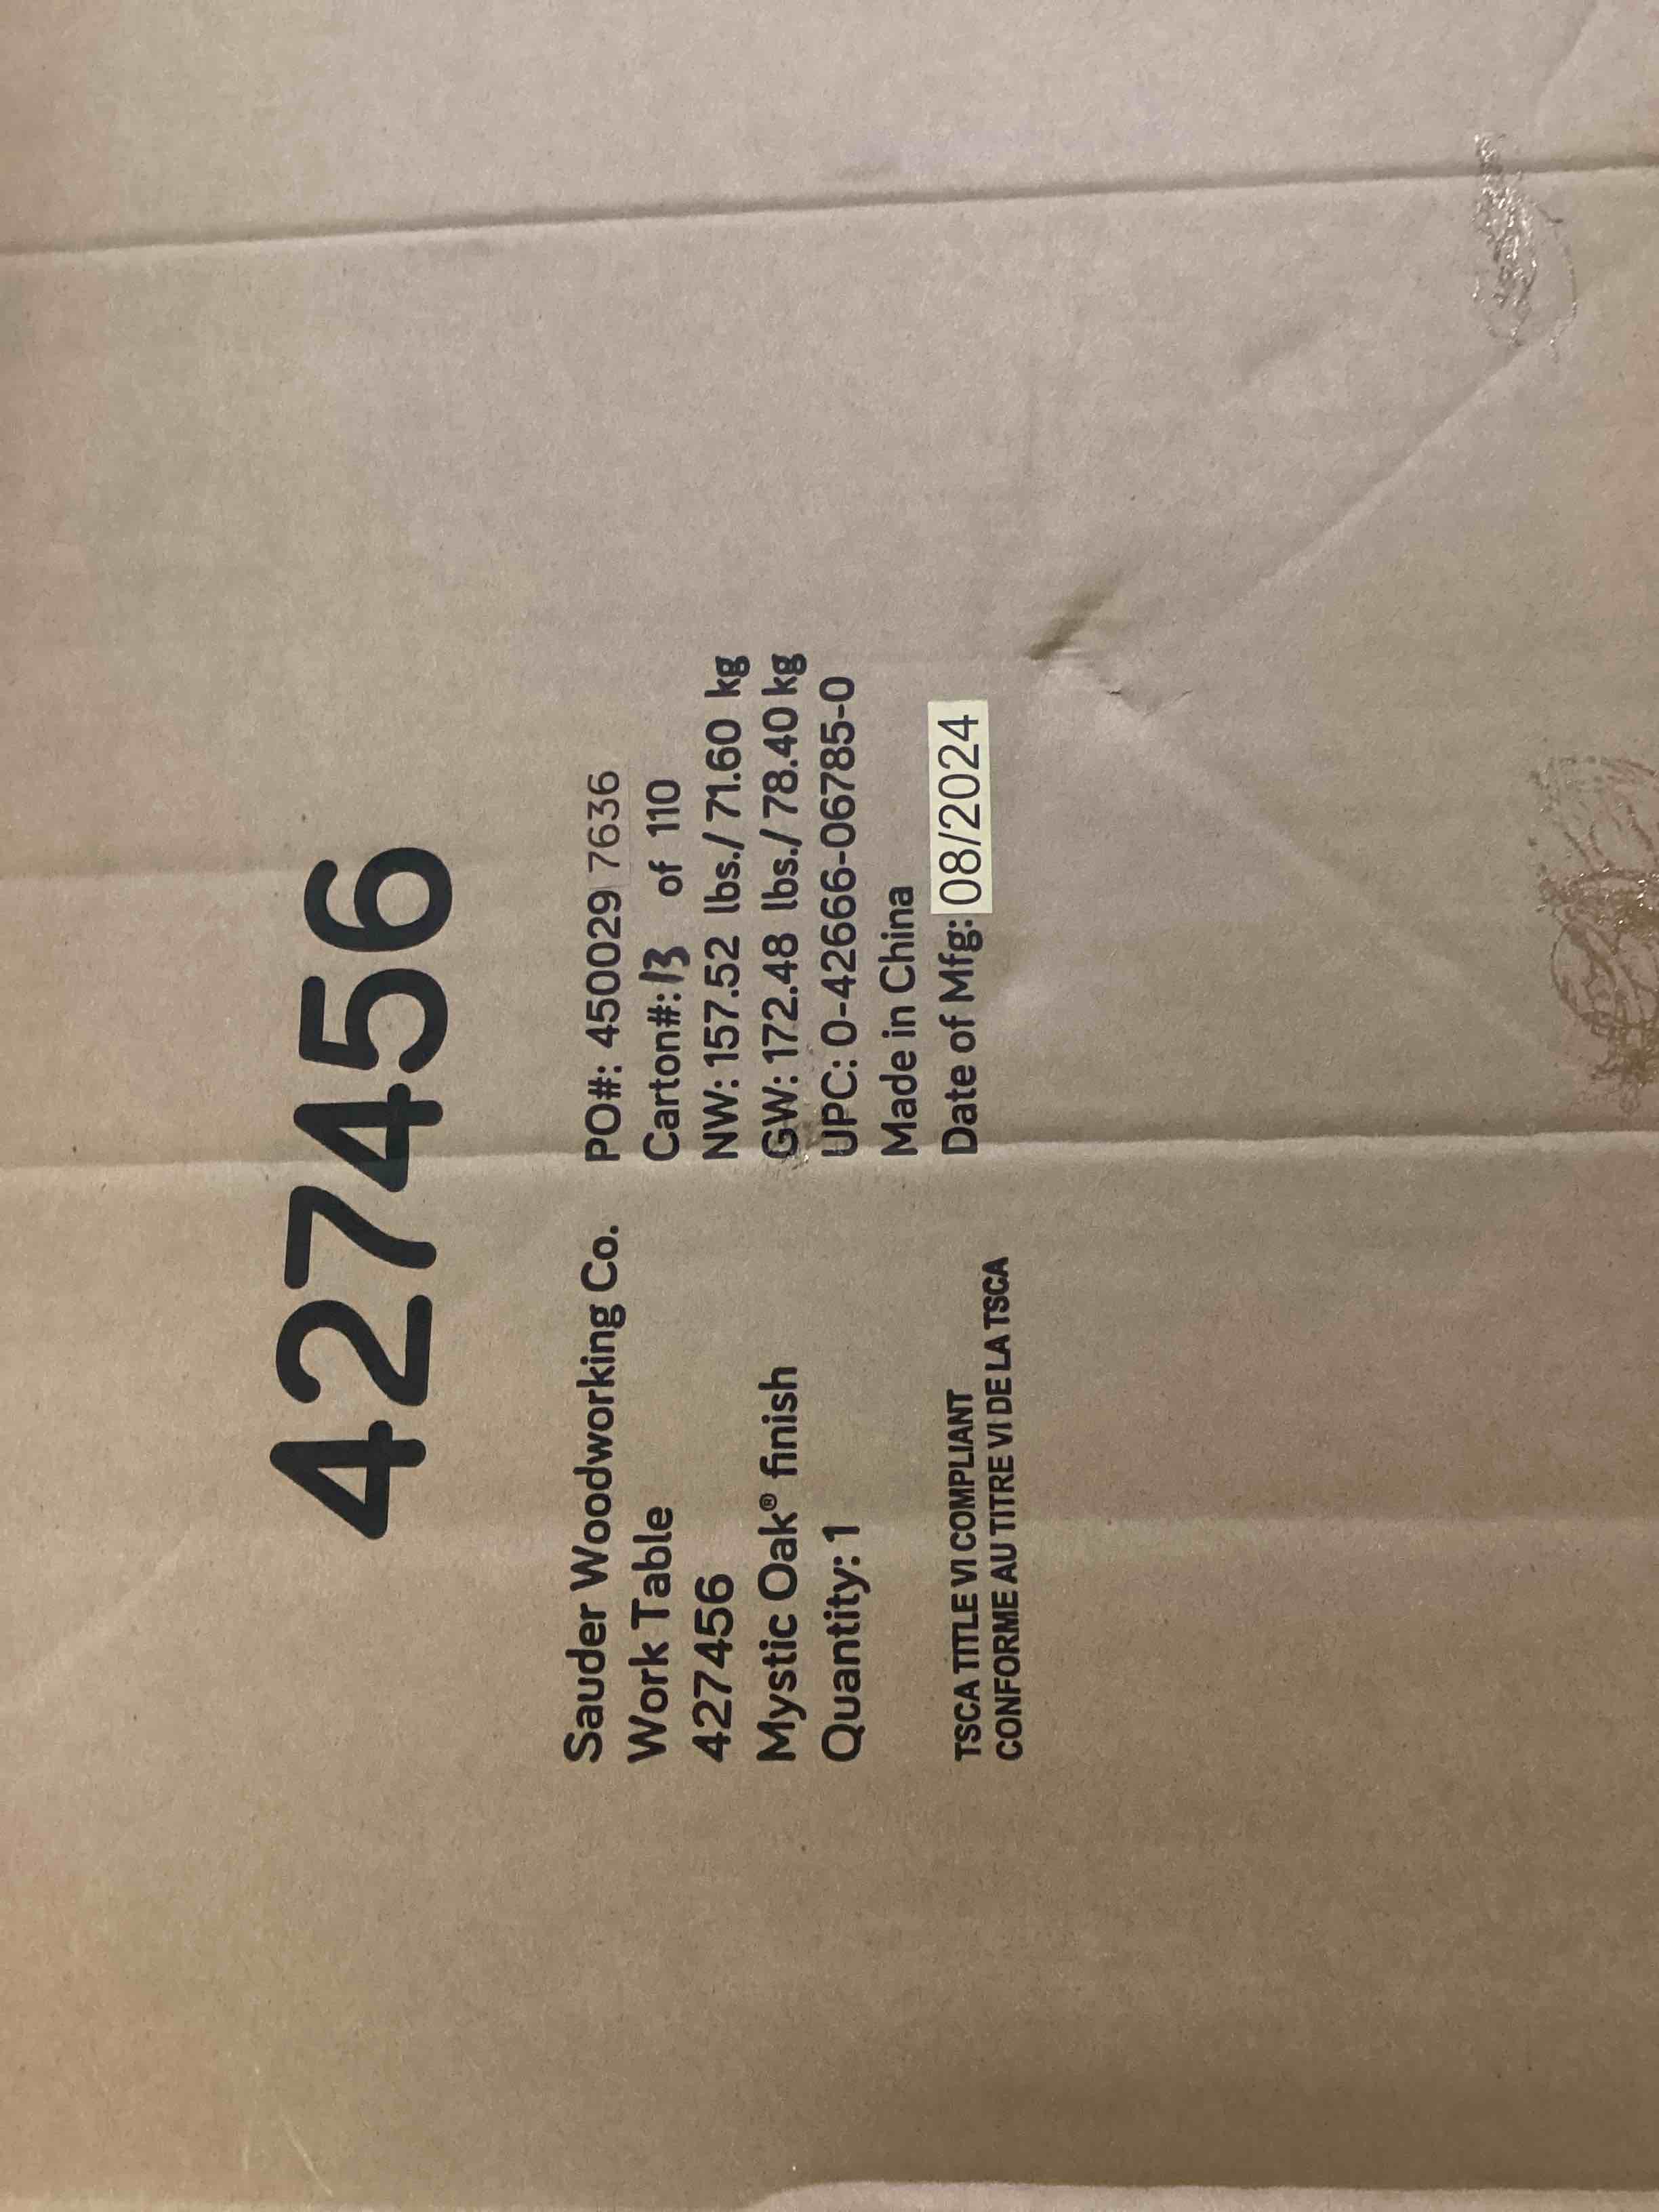 427456
Sauder Woodworking Co.
Work Table
427456
Mystic Oak® finish
Quantity: 1
TSCA TITLE VI COMPLIANT
CONFORME AU TITRE VI DE LA TSCA
PO#: 450029 7636
Carton#: 13 of 110
NW: 157.52 lbs./ 71.60 kg
GW: 172.48 lbs./ 78.40 kg
UPC: 0-42666-06785-0
Made in China
Date of Mfg: 08/2024